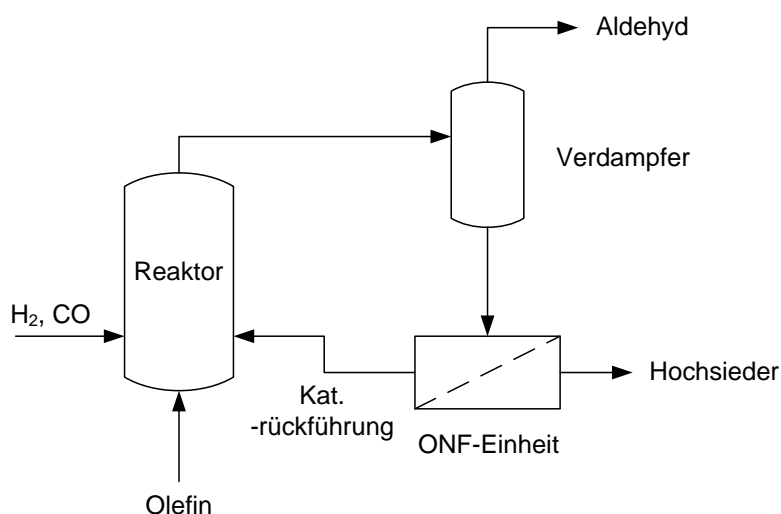 Aldehyd
Verdampfer
Reaktor
H₂, CO
Hochsieder
Kat.
-rückführung
ONF-Einheit
Olefin